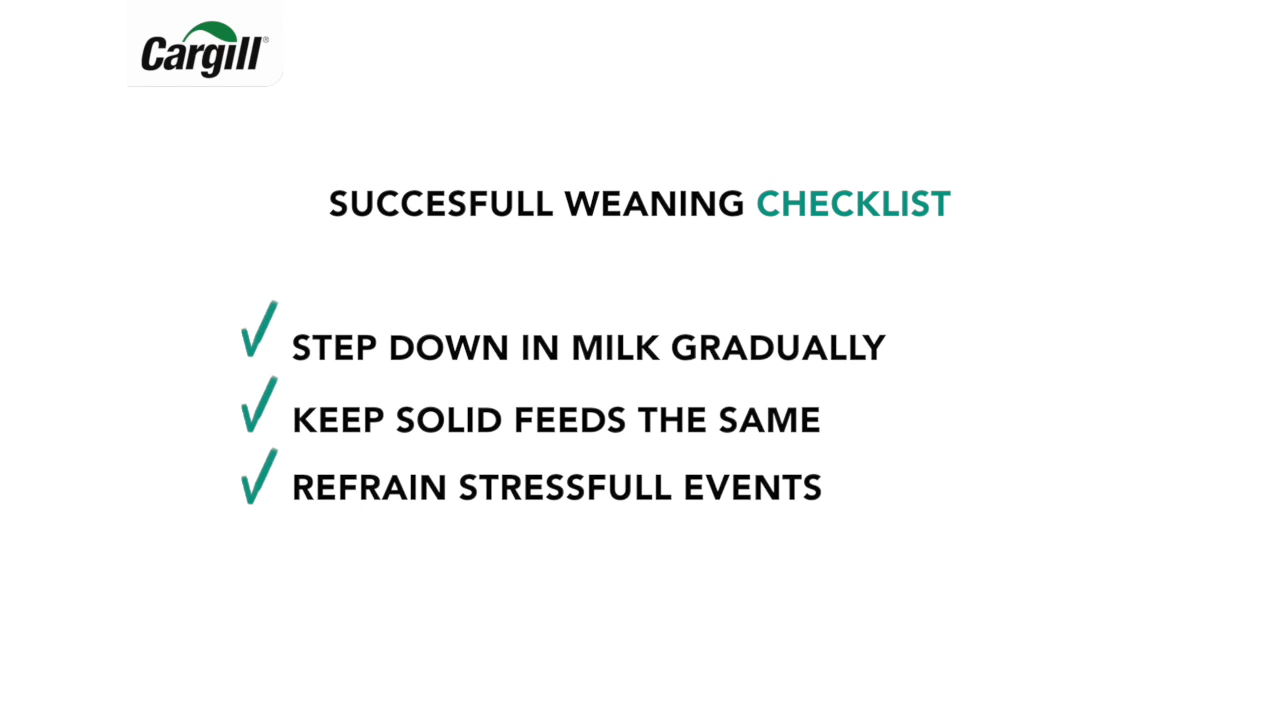 Cargill®
SUCCESFULL WEANING CHECKLIST
STEP DOWN IN MILK GRADUALLY
KEEP SOLID FEEDS THE SAME
REFRAIN STRESSFULL EVENTS